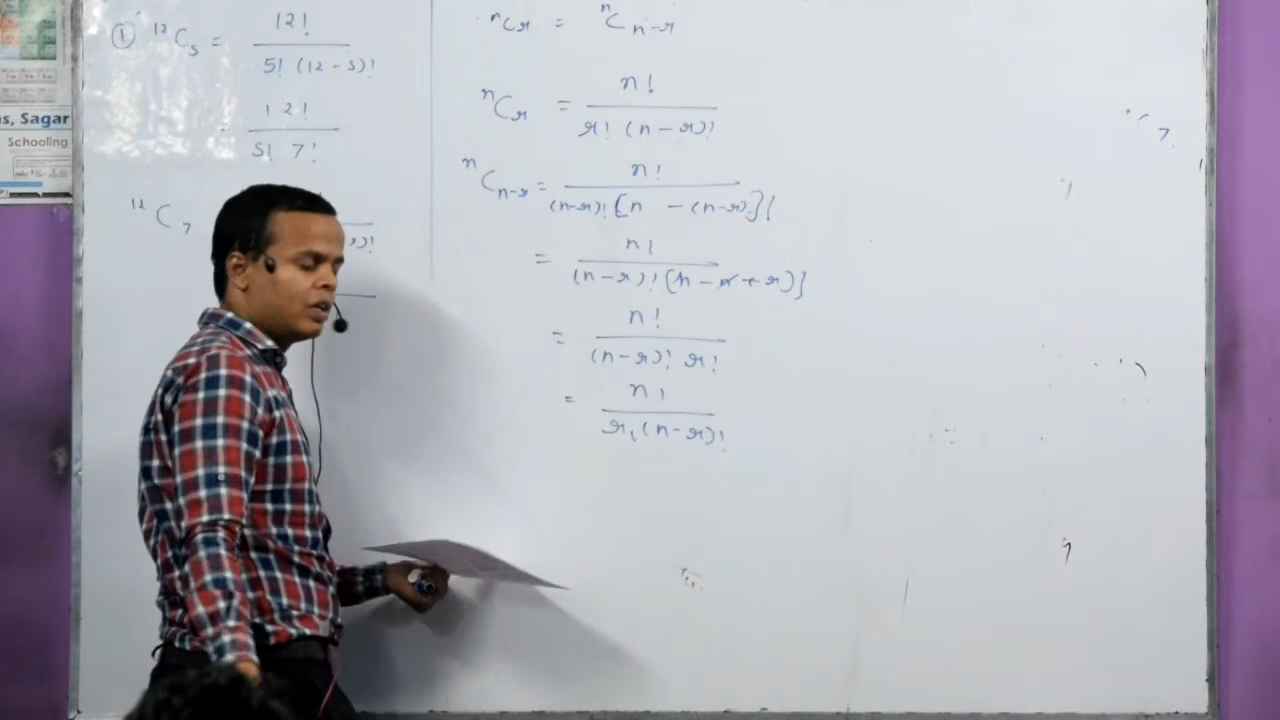 ① ¹²C₅ = 12! / 5! (12 - 5)!
= 12! / 5! 7!
¹²C₇
ⁿCᵣ = ⁿCₙ₋ᵣ
ⁿCᵣ = n! / r! (n - r)!
ⁿCₙ₋ᵣ = n! / (n-r)! [n - (n-r)]!
= n! / (n - r)! [n - n + r)]
= n! / (n-r)! r!
= n! / r! (n-r)!
s, Sagar
Schooling